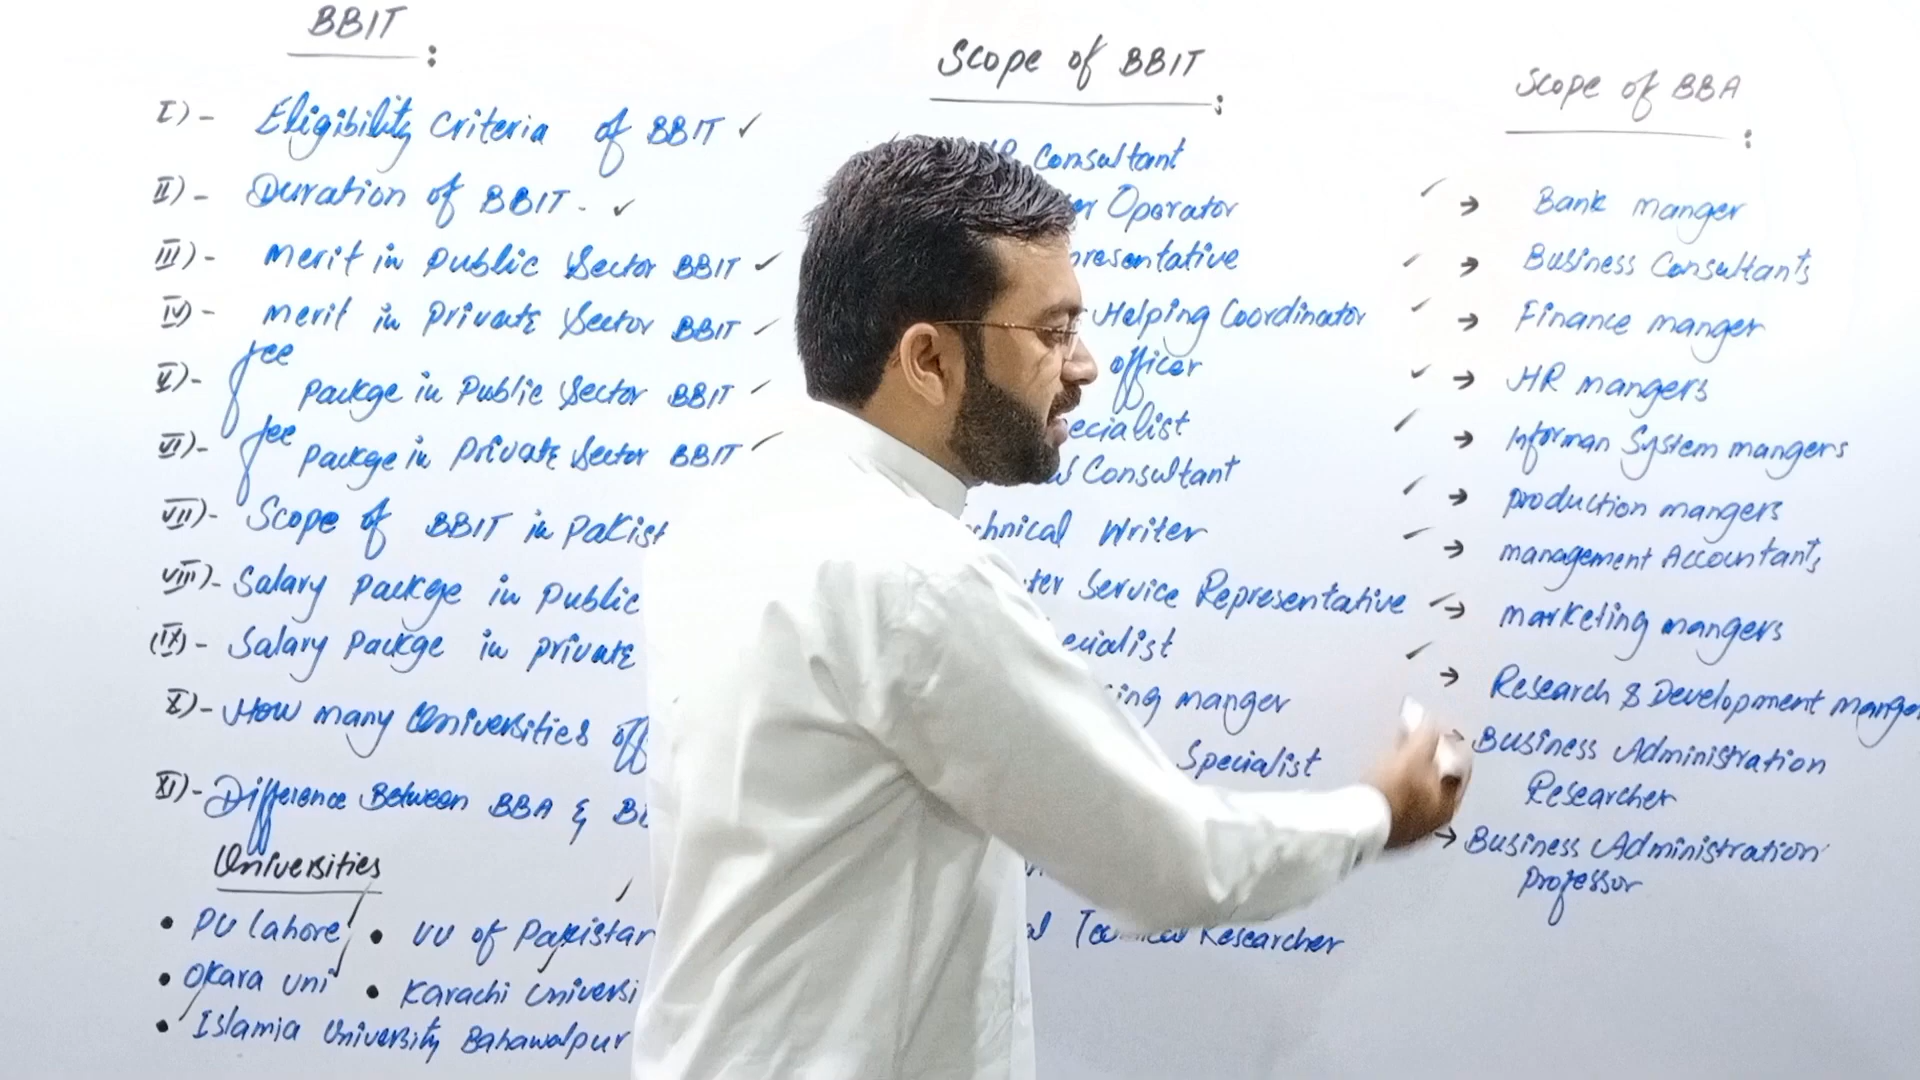 BBIT :
I)- Eligibility Criteria of BBIT ✓
II)- Duration of BBIT - ✓
III)- Merit in Public Sector BBIT ✓
IV)- Merit in Private Sector BBIT ✓
V)- fee Packge in Public Sector BBIT ✓
VI)- fee Packge in Private Sector BBIT ✓
VII)- Scope of BBIT in Pakist
VIII)- Salary Packge in Public
(IX)- Salary Packge in private
X)- How many Universities off
XI)- Difference Between BBA &
Universities
• PU Lahore • VU of Pakistan
• Okara Uni • Karachi Universi
• Islamia University Bahawalpur
Scope of BBIT :
Consultant
Operator
presentative
Helping Coordinator
officer
ecialist
Consultant
chnical Writer
ter Service Representative
ecialist
ing manger
Specialist
Researcher
Scope of BBA :
✓ → Bank manger
✓ → Business Consultants
✓ → Finance manger
✓ → HR mangers
✓ → Informan System mangers
✓ → production mangers
✓ → management Accountants
✓ → marketing mangers
✓ → Research & Development manger
Business Administration
Researcher
→ Business Administration
professor